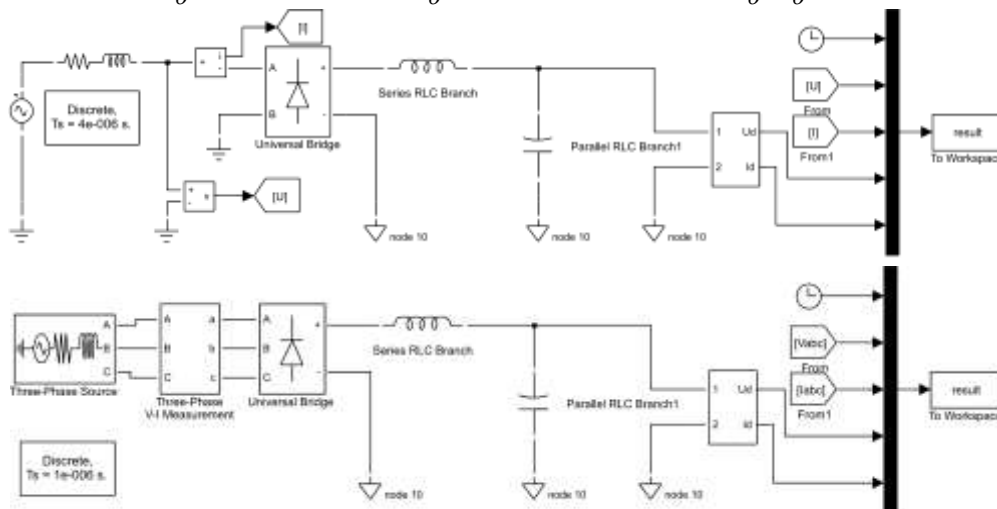 [I]
A
B
+
-
Universal Bridge
Discrete,
Ts = 4e-006 s.
[U]
Series RLC Branch
Parallel RLC Branch1
node 10
node 10
node 10
1
2
Ud
Id
[U]
From
[I]
From1
result
To Workspac
A
B
C
Three-Phase Source
A
B
C
a
b
c
Three-Phase
V-I Measurement
A
B
C
+
-
Universal Bridge
Discrete,
Ts = 1e-006 s.
Series RLC Branch
Parallel RLC Branch1
node 10
node 10
node 10
1
2
Ud
Id
[Vabc]
From
[Iabc]
From1
result
To Workspac